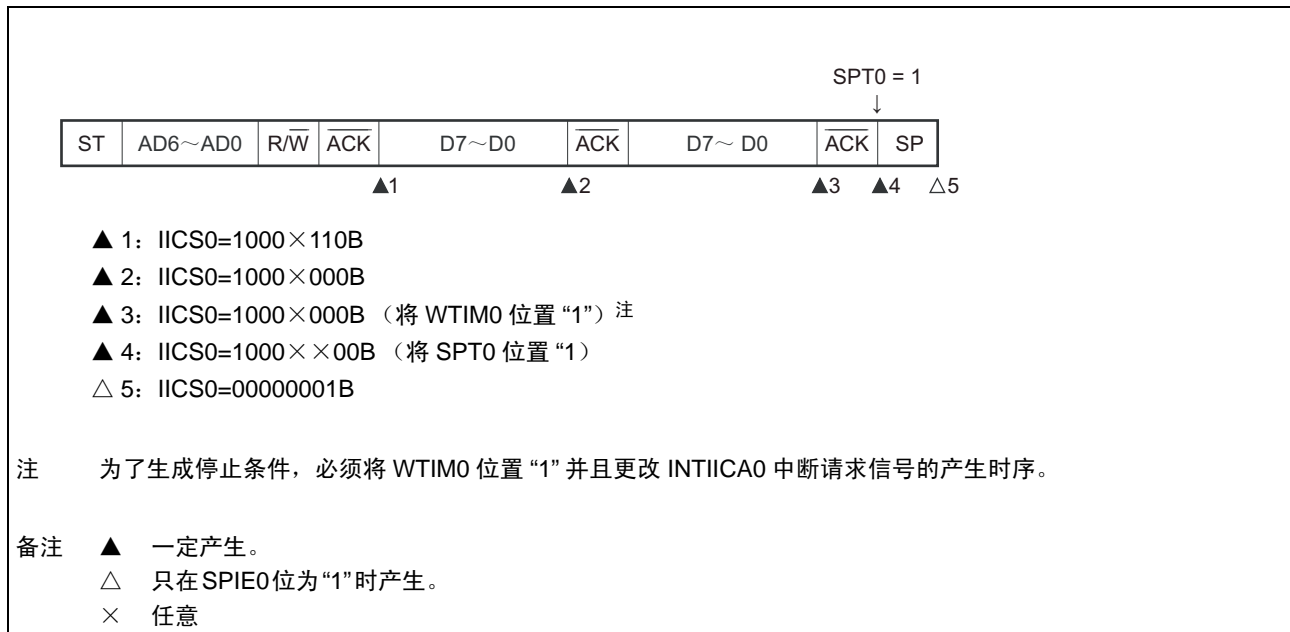 SPT0 = 1
↓
ST AD6～AD0 R/W̅ A̅C̅K̅ D7～D0 A̅C̅K̅ D7～ D0 A̅C̅K̅ SP
▲1 ▲2 ▲3 ▲4 △5
▲ 1：IICS0=1000×110B
▲ 2：IICS0=1000×000B
▲ 3：IICS0=1000×000B （将 WTIM0 位置 “1”）注
▲ 4：IICS0=1000××00B （将 SPT0 位置 “1）
△ 5：IICS0=00000001B
注 为了生成停止条件，必须将 WTIM0 位置 “1” 并且更改 INTIICA0 中断请求信号的产生时序。
备注 ▲ 一定产生。
△ 只在SPIE0位为“1”时产生。
× 任意